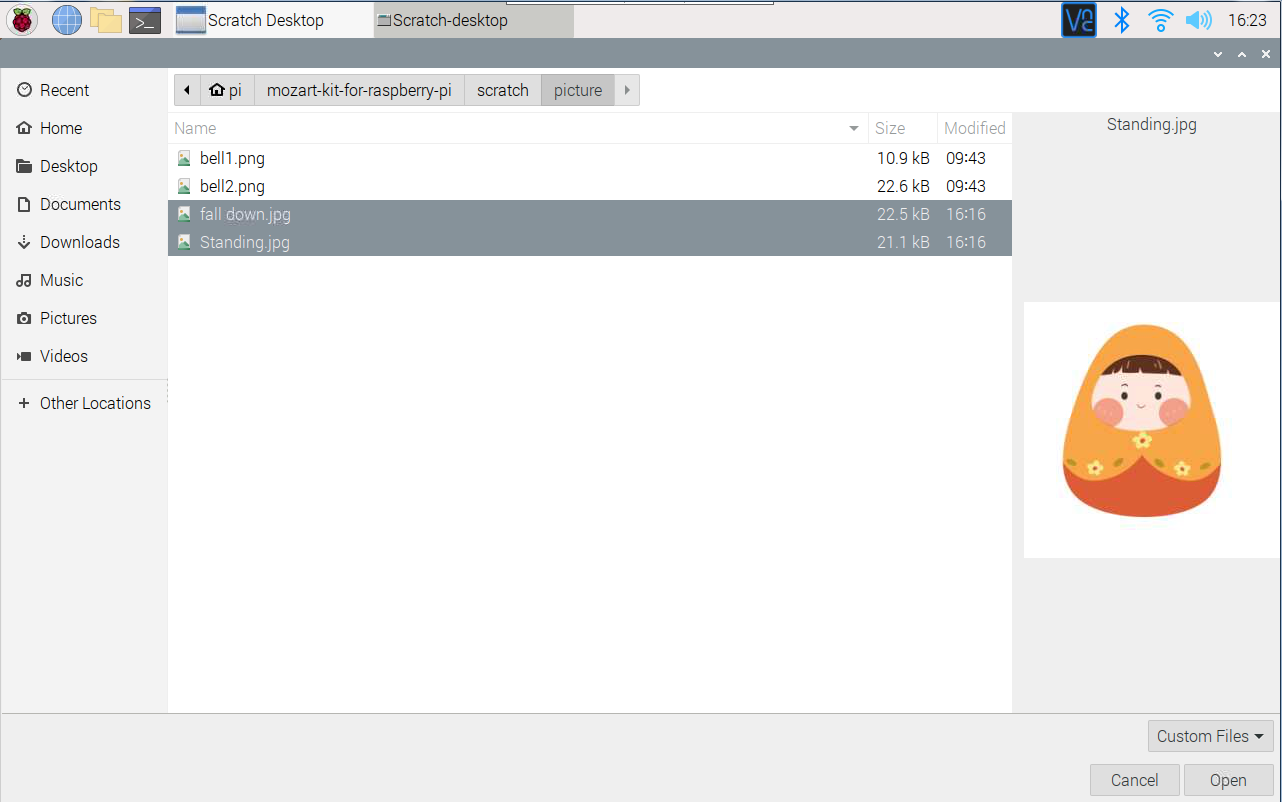 Scratch Desktop Scratch-desktop VNC 16:23
Recent pi mozart-kit-for-raspberry-pi scratch picture
Home Name Size Modified Standing.jpg
bell1.png 10.9 kB 09:43
Desktop bell2.png 22.6 kB 09:43
Documents fall down.jpg 22.5 kB 16:16
Downloads Standing.jpg 21.1 kB 16:16
Music
Pictures
Videos
Other Locations
Custom Files
Cancel Open